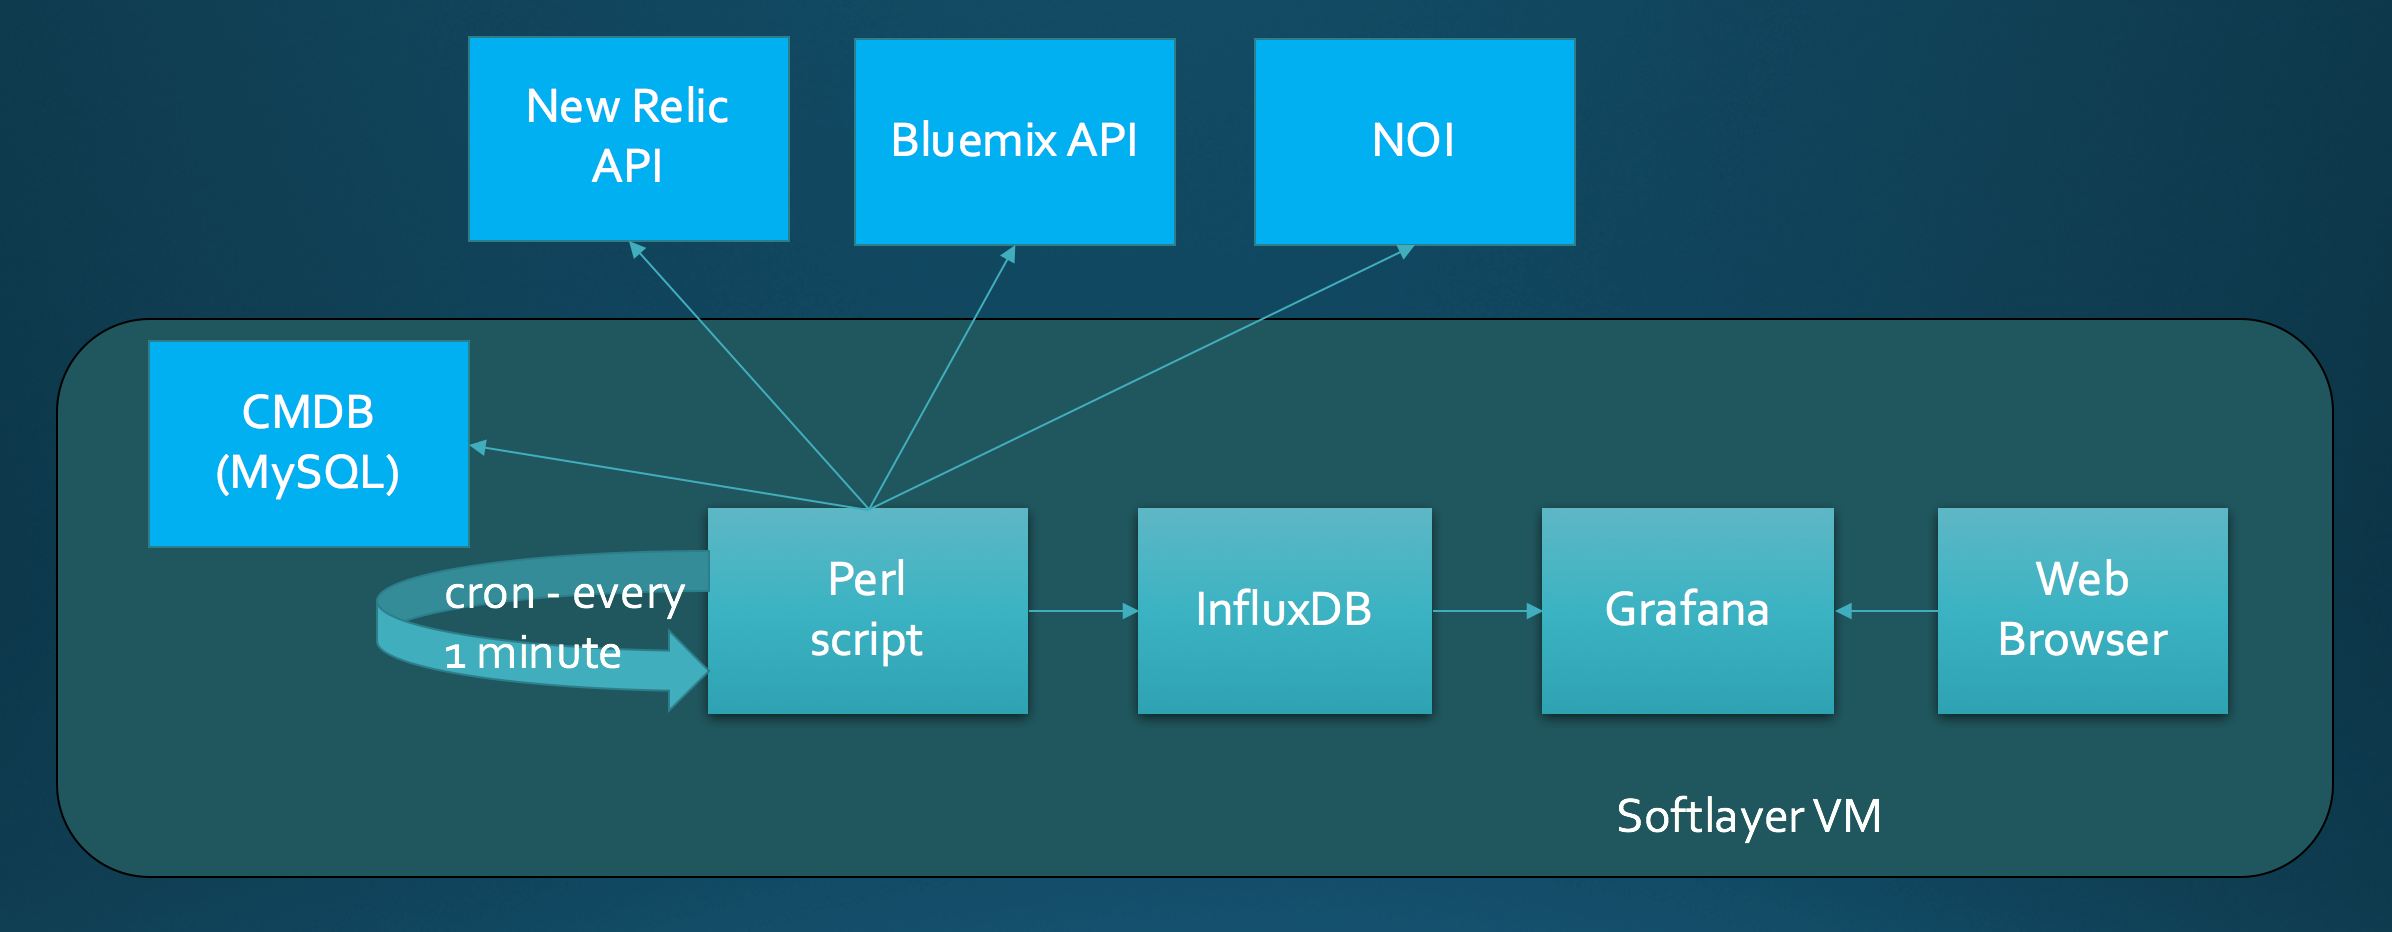 New Relic
API
Bluemix API
NOI
CMDB
(MySQL)
cron - every
1 minute
Perl
script
InfluxDB
Grafana
Web
Browser
Softlayer VM